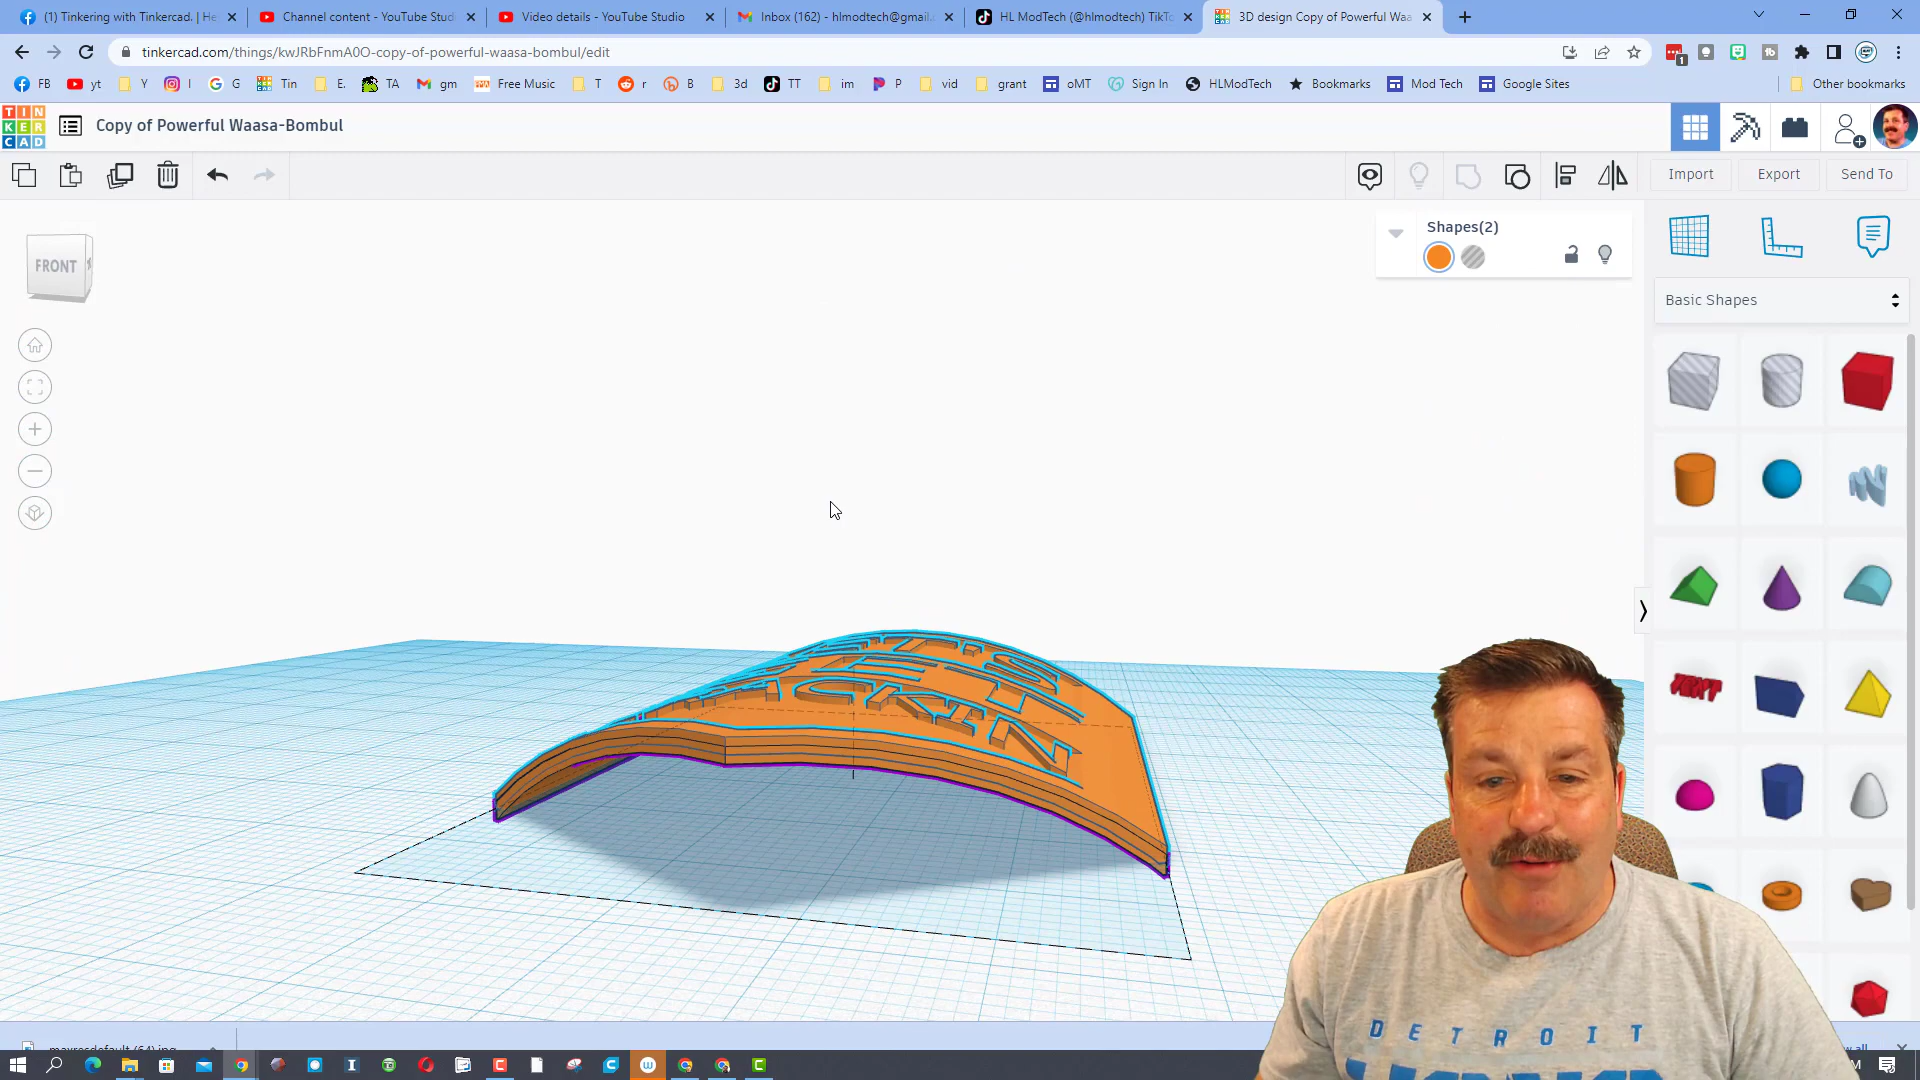 (1) Tinkering with Tinkercad. | He
Channel content - YouTube Studi
Video details - YouTube Studio
Inbox (162) - hlmodtech@gmail.c
HL ModTech (@hlmodtech) TikTo
3D design Copy of Powerful Waa
tinkercad.com/things/kwJRbFnmA0O-copy-of-powerful-waasa-bombul/edit
FB
yt
Y
I
G
Tin
E.
TA
gm
Free Music
T
r
B
3d
TT
im
P
vid
grant
oMT
Sign In
HLModTech
Bookmarks
Mod Tech
Google Sites
Other bookmarks
TIN
KER
CAD
Copy of Powerful Waasa-Bombul
Import
Export
Send To
FRONT
Shapes(2)
Basic Shapes
TEXT
DETROIT